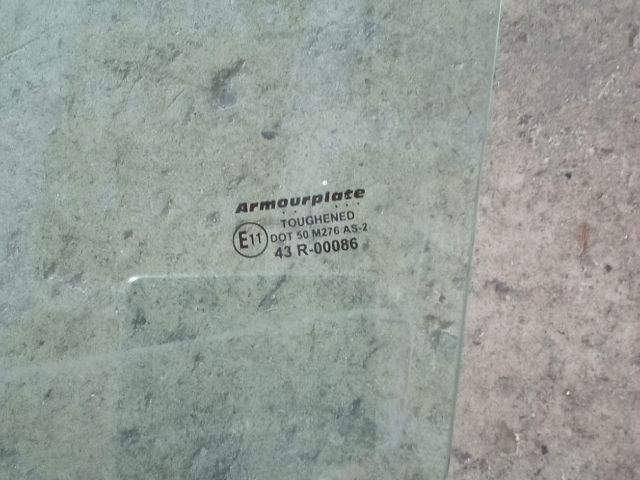 Armourplate
TOUGHENED
E11 DOT 50 M276 AS-2
43 R-00086